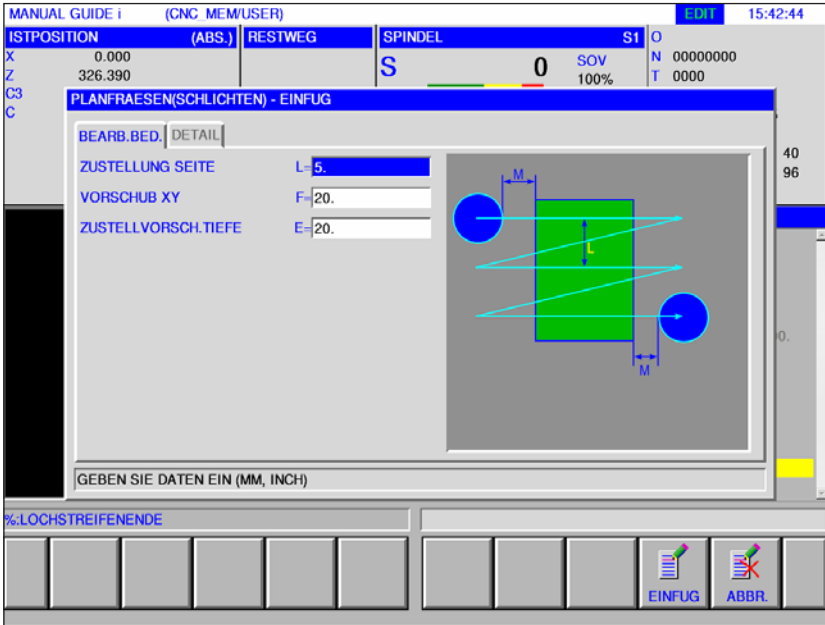 MANUAL GUIDE i (CNC_MEM/USER) EDIT 15:42:44
ISTPOSITION (ABS.) RESTWEG SPINDEL S1 O
X 0.000 S 0 SOV N 00000000
Z 326.390 100% T 0000
C3
C
PLANFRAESEN(SCHLICHTEN) - EINFUG
BEARB.BED. DETAIL
ZUSTELLUNG SEITE L=5.
VORSCHUB XY F=20.
ZUSTELLVORSCH.TIEFE E=20.
M
L
M
40
96
0.
GEBEN SIE DATEN EIN (MM, INCH)
%:LOCHSTREIFENENDE
EINFUG ABBR.